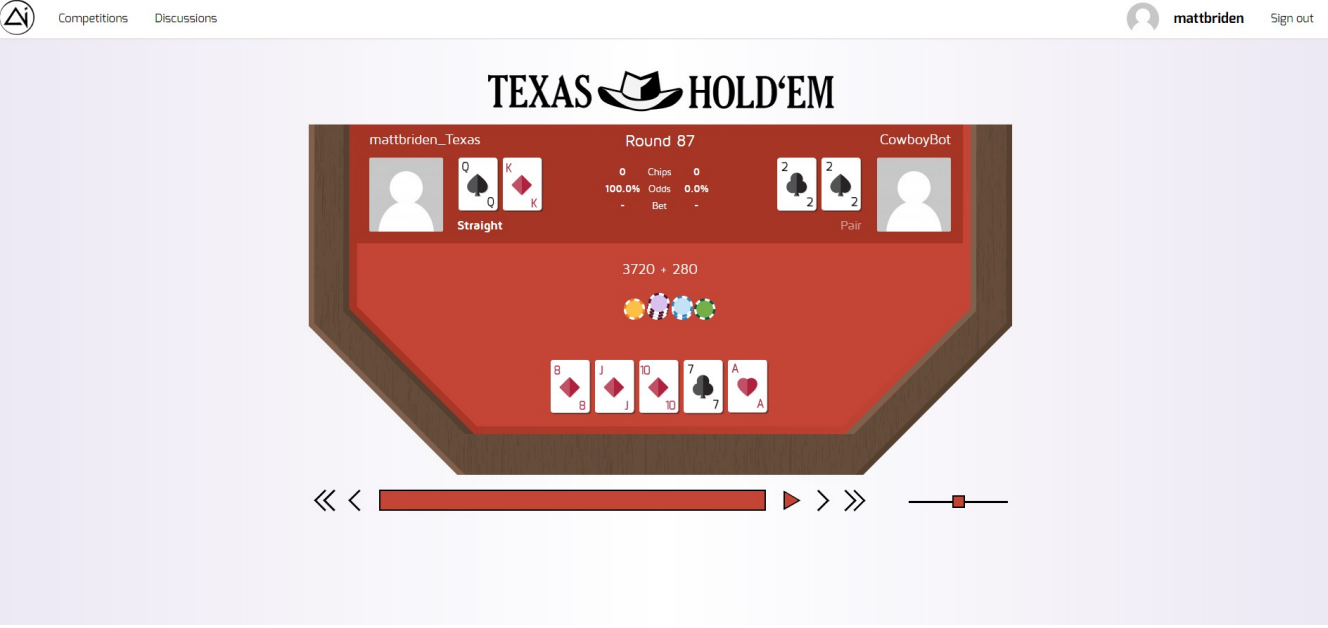 Competitions Discussions mattbriden Sign out
TEXAS HOLD‘EM
mattbriden_Texas Round 87 CowboyBot
Q Q K K
2 2 2 2
0 Chips 0
100.0% Odds 0.0%
- Bet -
Straight Pair
3720 + 280
8 8 J J 10 10 7 7 A A